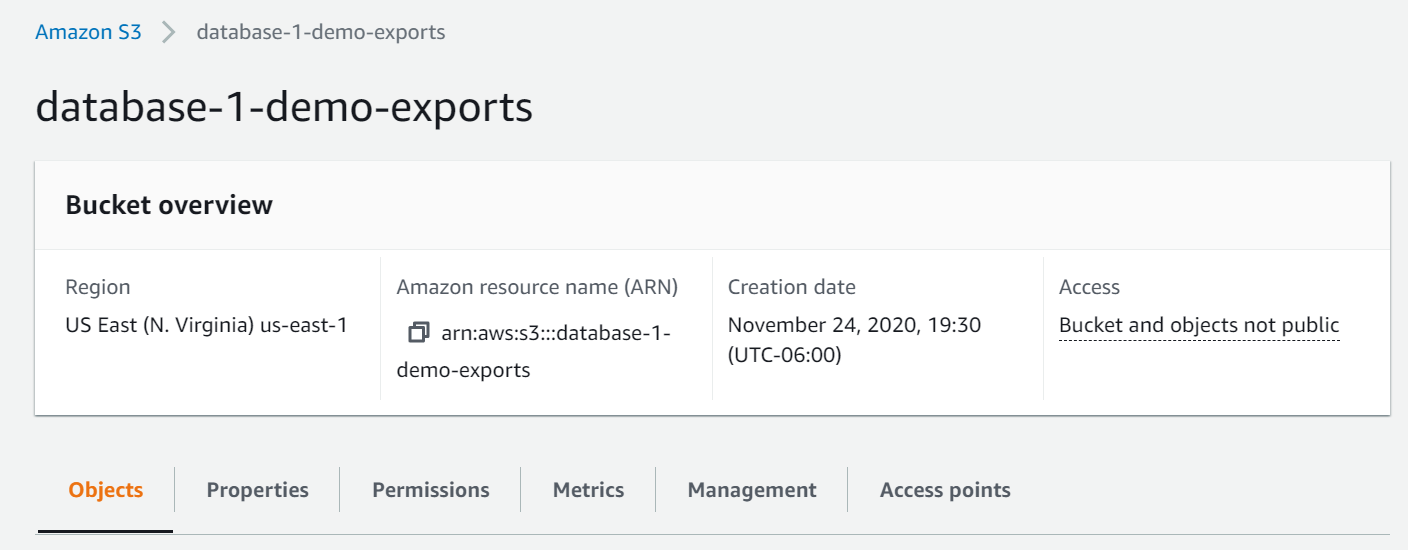 Amazon S3 > database-1-demo-exports
database-1-demo-exports
Bucket overview
Region
US East (N. Virginia) us-east-1
Amazon resource name (ARN)
arn:aws:s3:::database-1-
demo-exports
Creation date
November 24, 2020, 19:30
(UTC-06:00)
Access
Bucket and objects not public
Objects
Properties
Permissions
Metrics
Management
Access points